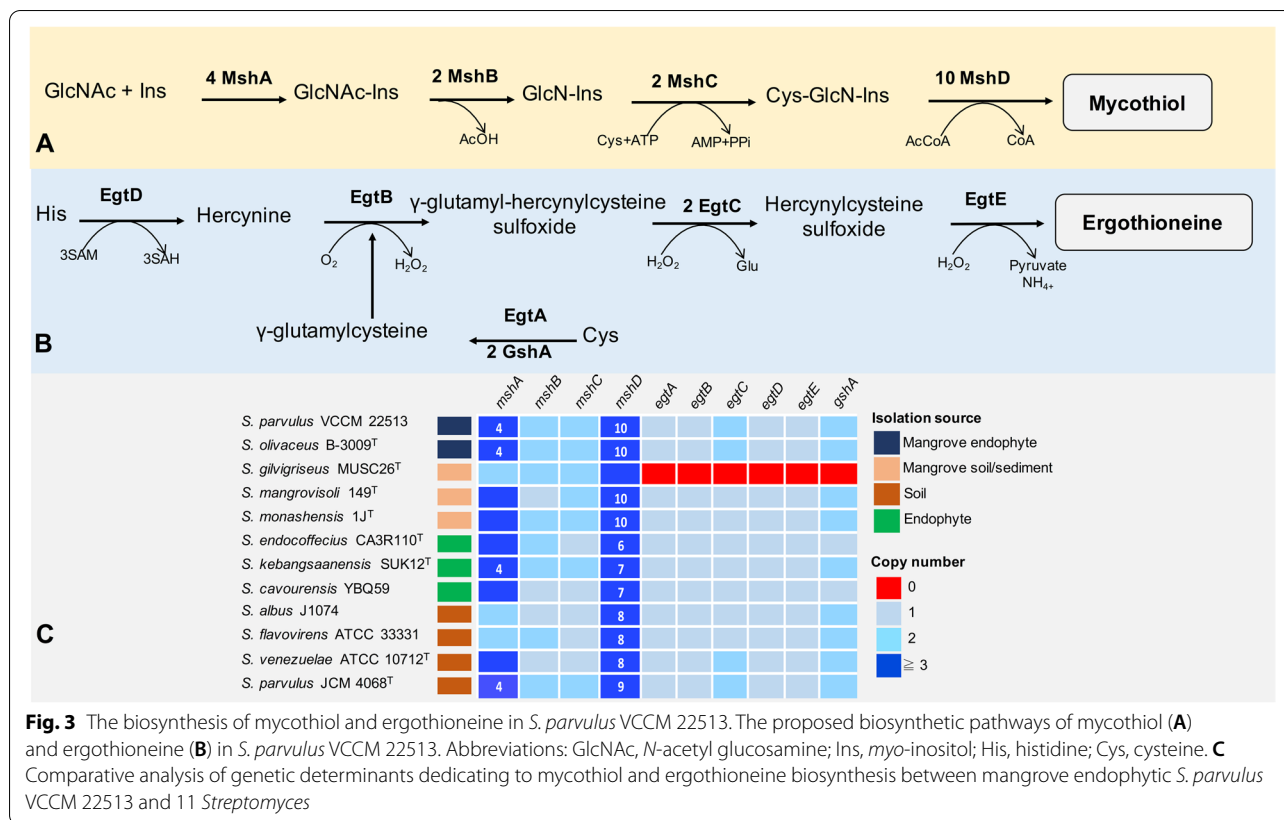 GlcNAc + Ins
4 MshA
GlcNAc-Ins
2 MshB
AcOH
GlcN-Ins
2 MshC
Cys+ATP
AMP+PPi
Cys-GlcN-Ins
10 MshD
AcCoA
CoA
Mycothiol
A
His
EgtD
3SAM
3SAH
Hercynine
EgtB
O₂
H₂O₂
γ-glutamyl-hercynylcysteine
sulfoxide
2 EgtC
H₂O₂
Glu
Hercynylcysteine
sulfoxide
EgtE
H₂O₂
Pyruvate
NH₄₊
Ergothioneine
γ-glutamylcysteine
EgtA
2 GshA
Cys
B
mshA mshB mshC mshD egtA egtB egtC egtD egtE gshA
S. parvulus VCCM 22513 4 10
S. olivaceus B-3009ᵀ 4 10
S. gilvigriseus MUSC26ᵀ
S. mangrovisoli 149ᵀ 10
S. monashensis 1Jᵀ 10
S. endocoffecius CA3R110ᵀ 6
S. kebangsaanensis SUK12ᵀ 4 7
S. cavourensis YBQ59 7
S. albus J1074 8
S. flavovirens ATCC 33331 8
S. venezuelae ATCC 10712ᵀ 8
S. parvulus JCM 4068ᵀ 4 9
C
Isolation source
Mangrove endophyte
Mangrove soil/sediment
Soil
Endophyte
Copy number
0
1
2
≧ 3
Fig. 3 The biosynthesis of mycothiol and ergothioneine in S. parvulus VCCM 22513. The proposed biosynthetic pathways of mycothiol (A)
and ergothioneine (B) in S. parvulus VCCM 22513. Abbreviations: GlcNAc, N-acetyl glucosamine; Ins, myo-inositol; His, histidine; Cys, cysteine. C
Comparative analysis of genetic determinants dedicating to mycothiol and ergothioneine biosynthesis between mangrove endophytic S. parvulus
VCCM 22513 and 11 Streptomyces